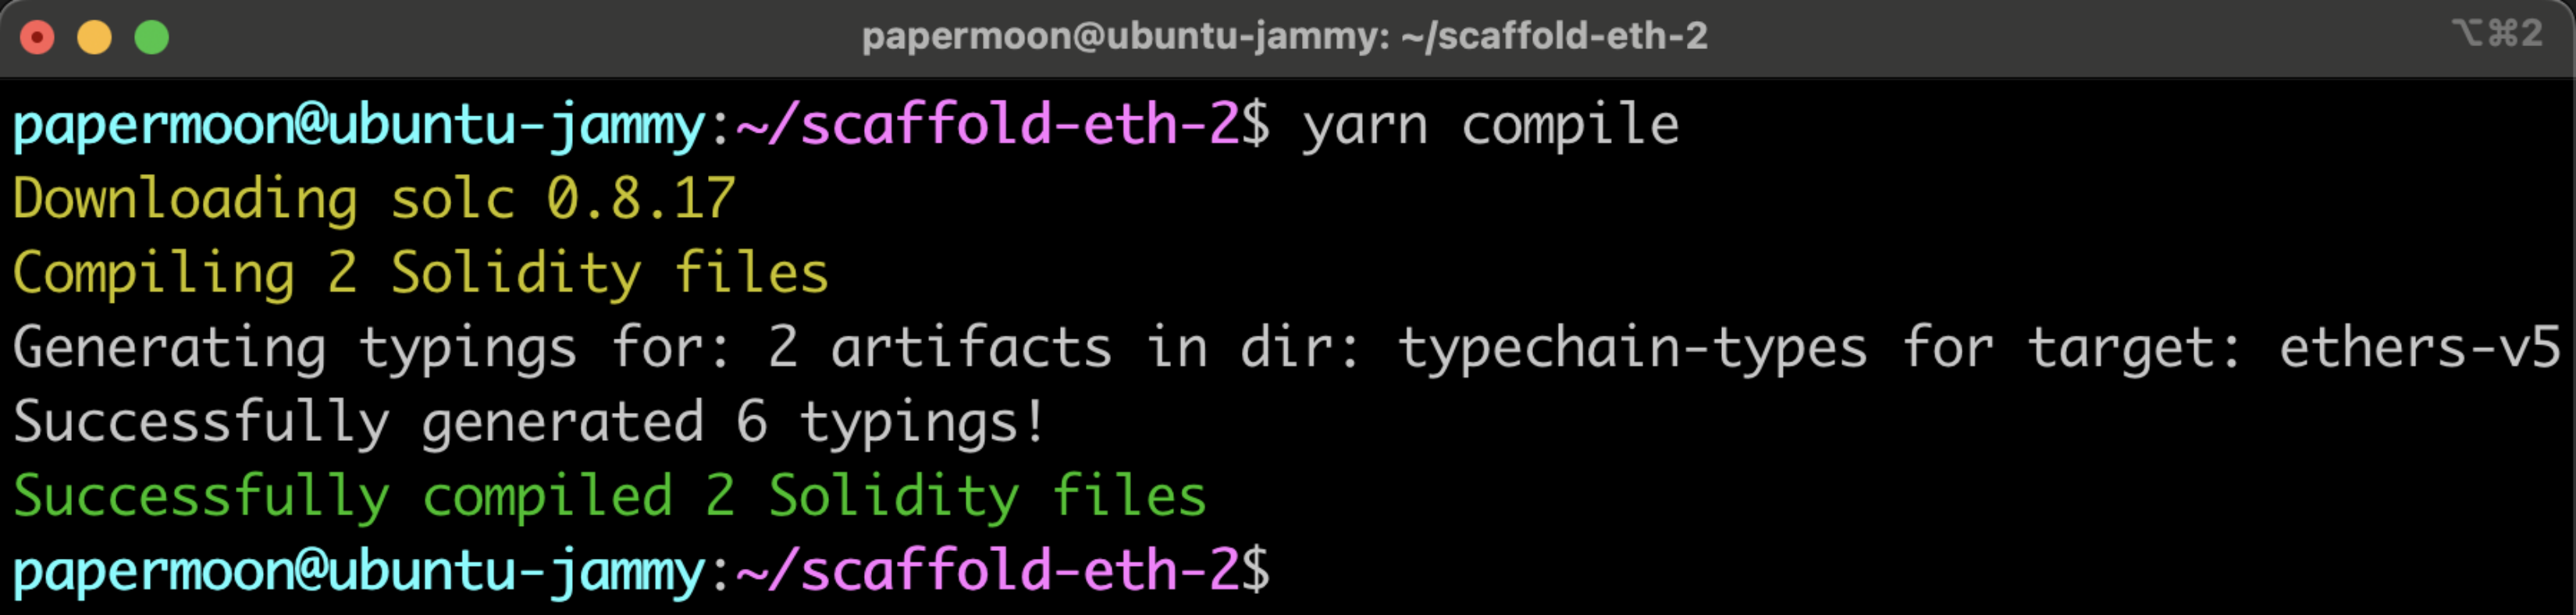 papermoon@ubuntu-jammy: ~/scaffold-eth-2
⌥⌘2
papermoon@ubuntu-jammy:~/scaffold-eth-2$ yarn compile
Downloading solc 0.8.17
Compiling 2 Solidity files
Generating typings for: 2 artifacts in dir: typechain-types for target: ethers-v5
Successfully generated 6 typings!
Successfully compiled 2 Solidity files
papermoon@ubuntu-jammy:~/scaffold-eth-2$